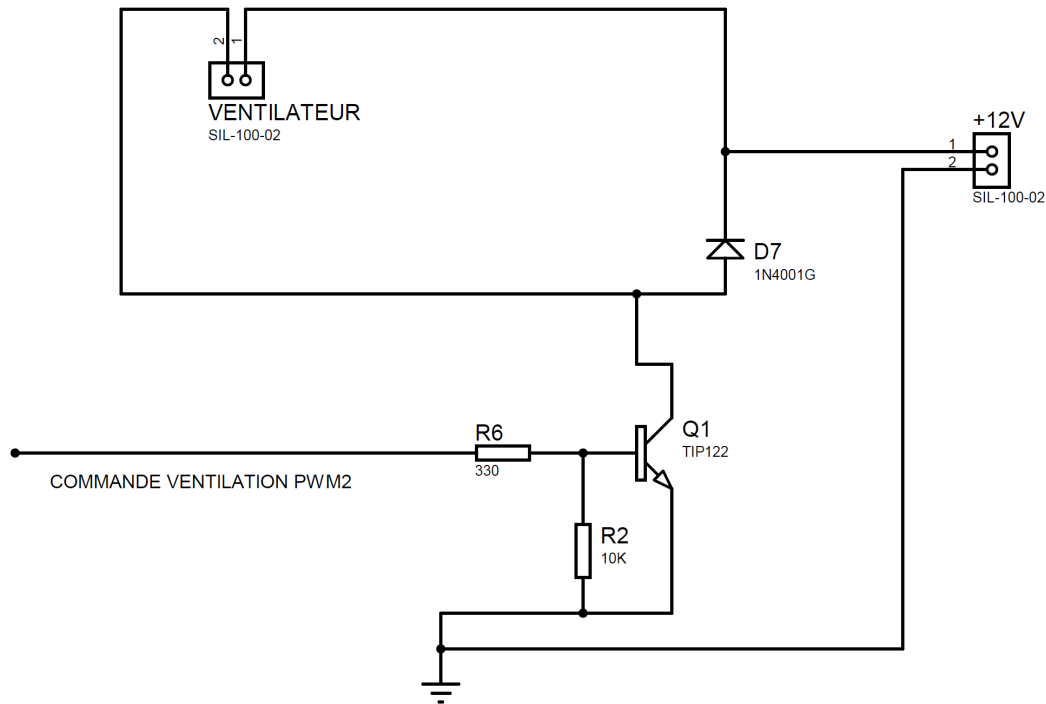 2
1
VENTILATEUR
SIL-100-02
+12V
1
2
SIL-100-02
D7
1N4001G
R6
330
Q1
TIP122
COMMANDE VENTILATION PWM2
R2
10K